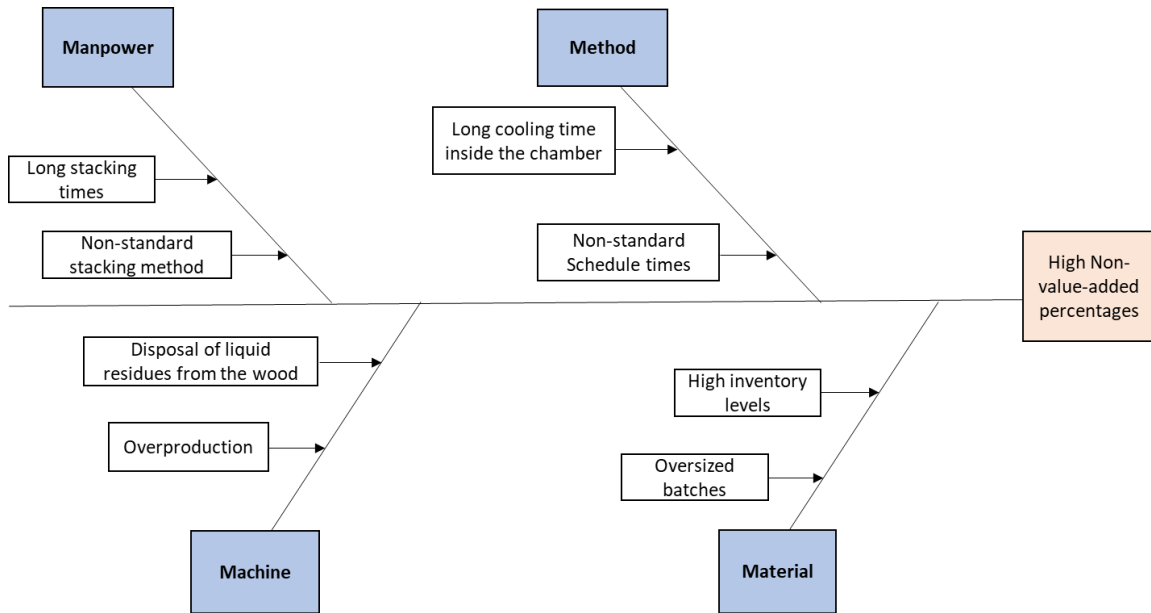 Manpower
Method
Long cooling time
inside the chamber
Long stacking
times
Non-standard
stacking method
Non-standard
Schedule times
High Non-
value-added
percentages
Disposal of liquid
residues from the wood
High inventory
levels
Overproduction
Oversized
batches
Machine
Material